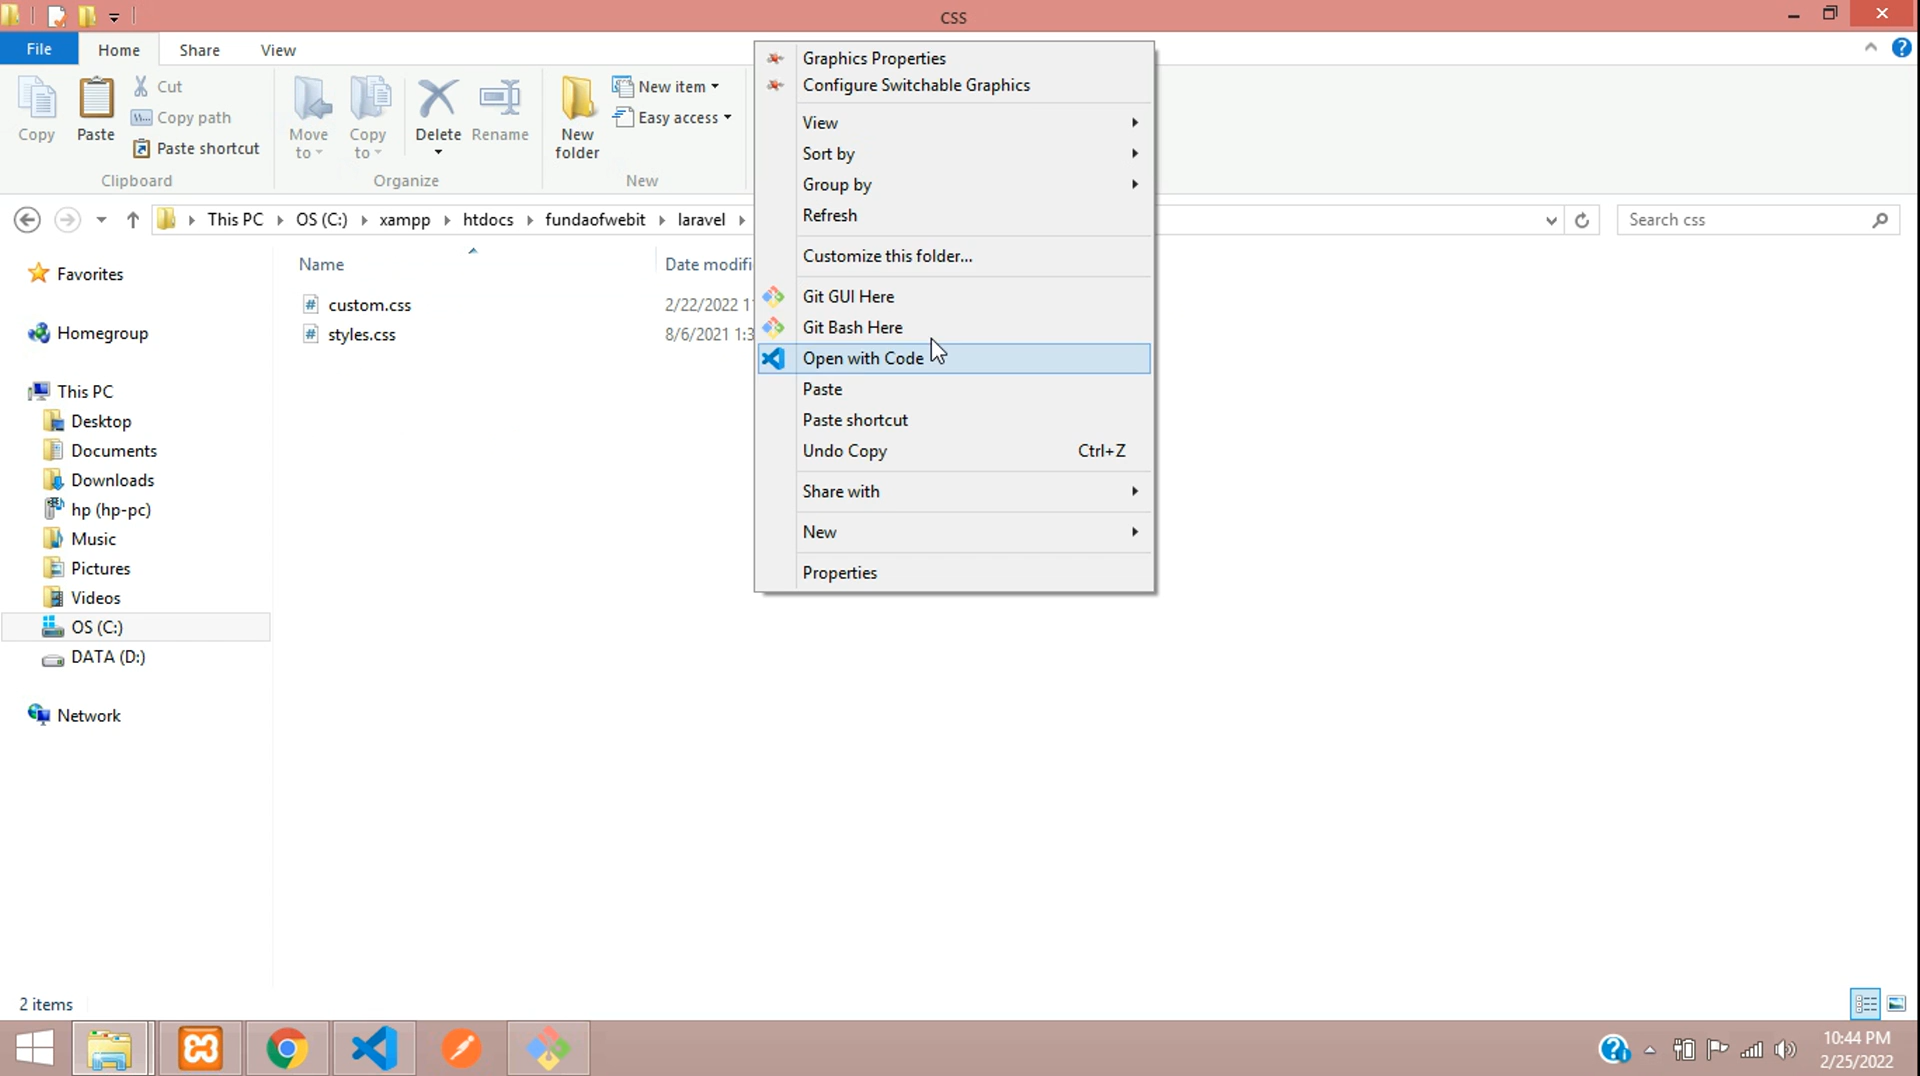 CSS
File Home Share View
Copy
Paste
Cut
Copy path
Paste shortcut
Clipboard
Move to
Copy to
Delete
Rename
Organize
New folder
New item
Easy access
New
This PC OS (C:) xampp htdocs fundaofwebit laravel
Search css
Name
Date modifi
custom.css 2/22/2022 1
styles.css 8/6/2021 1:3
Favorites
Homegroup
This PC
Desktop
Documents
Downloads
hp (hp-pc)
Music
Pictures
Videos
OS (C:)
DATA (D:)
Network
Graphics Properties
Configure Switchable Graphics
View
Sort by
Group by
Refresh
Customize this folder...
Git GUI Here
Git Bash Here
Open with Code
Paste
Paste shortcut
Undo Copy Ctrl+Z
Share with
New
Properties
2 items
10:44 PM
2/25/2022